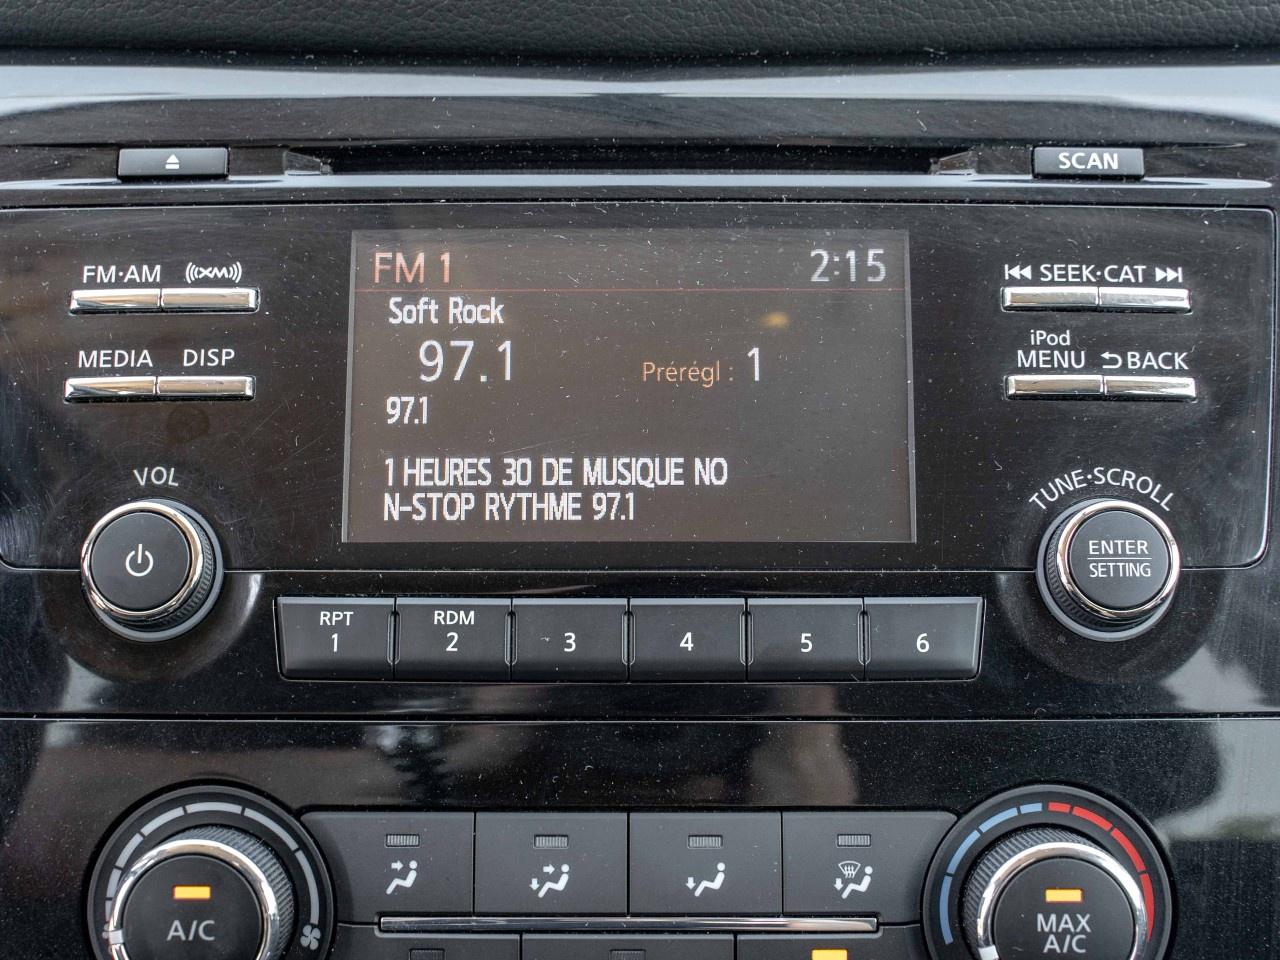 SCAN
FM·AM
XM
SEEK·CAT
MEDIA
DISP
iPod
MENU
BACK
FM 1
2:15
Soft Rock
97.1
Prérégl : 1
97.1
1 HEURES 30 DE MUSIQUE NO
N-STOP RYTHME 97.1
VOL
TUNE·SCROLL
ENTER
SETTING
RPT
1
RDM
2
3
4
5
6
A/C
MAX
A/C